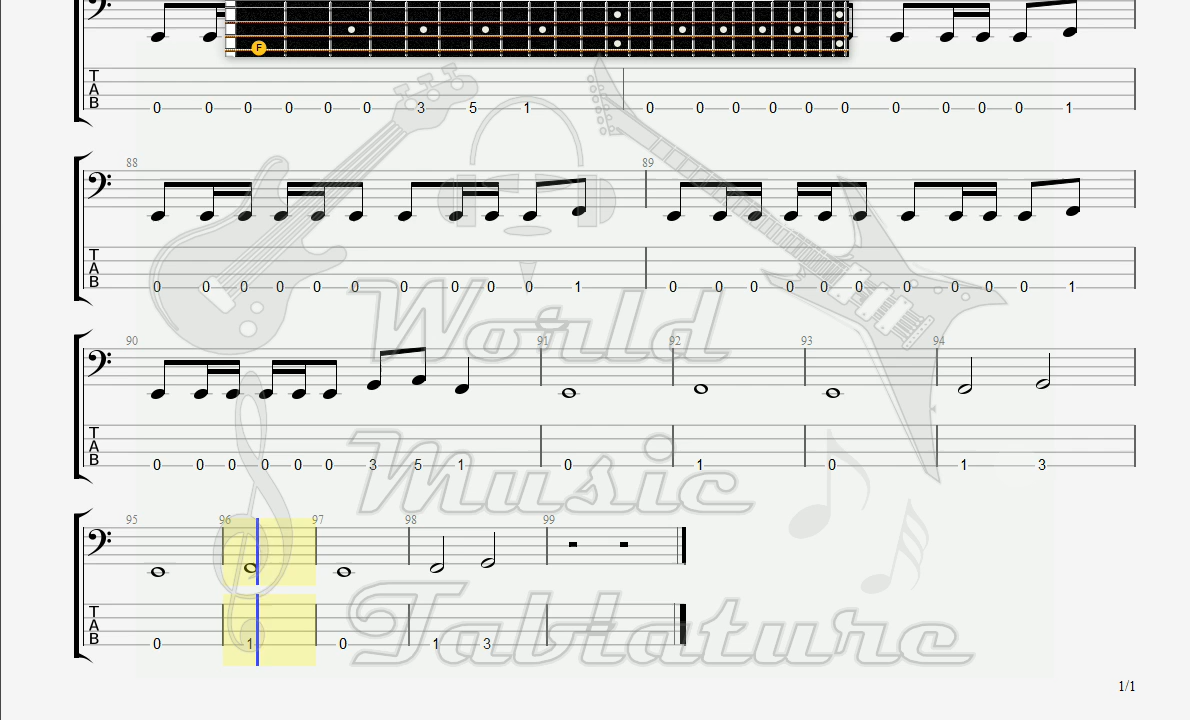 F
T
A
B
0 0 0 0 0 0 3 5 1 0 0 0 0 0 0 0 0 0 0 1
88 89
T
A
B
0 0 0 0 0 0 0 0 0 0 1 0 0 0 0 0 0 0 0 0 0 1
90 91 92 93 94
T
A
B
0 0 0 0 0 0 3 5 1 0 1 0 1 3
95 96 97 98 99
T
A
B
0 1 0 1 3
World
Music
Tablature
1/1